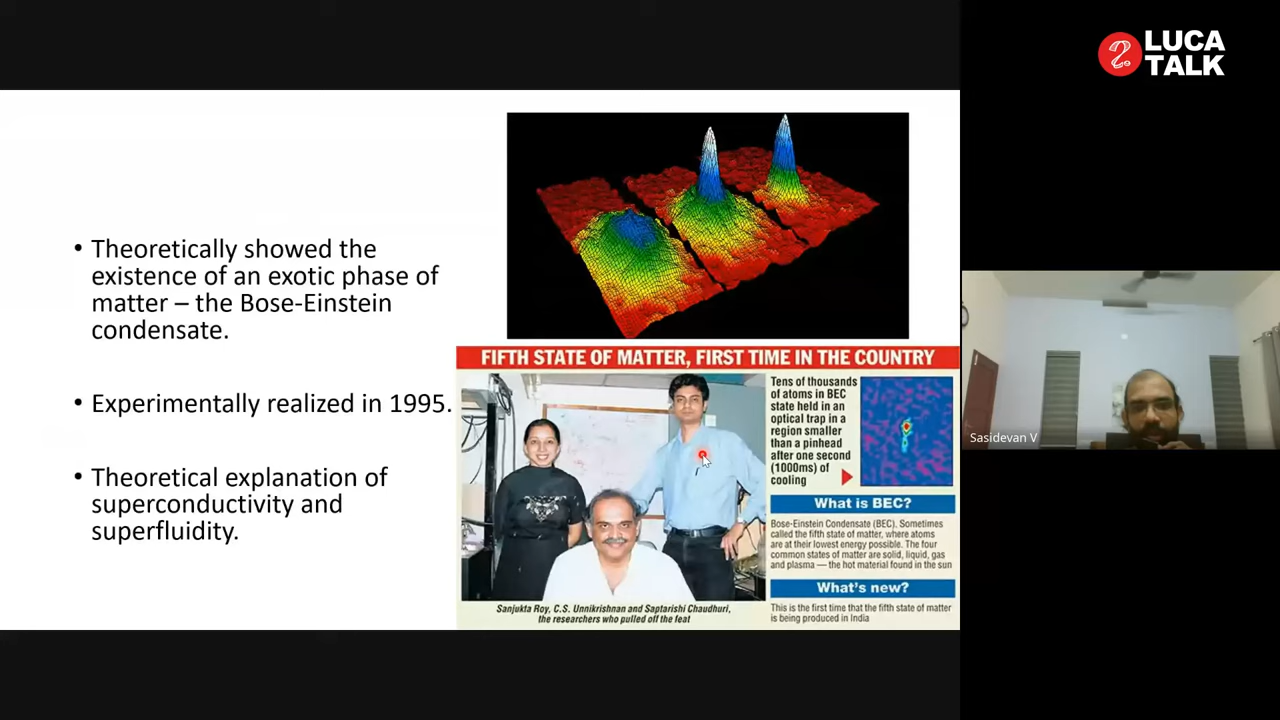 LUCA
TALK
• Theoretically showed the
existence of an exotic phase of
matter – the Bose-Einstein
condensate.
• Experimentally realized in 1995.
• Theoretical explanation of
superconductivity and
superfluidity.
FIFTH STATE OF MATTER, FIRST TIME IN THE COUNTRY
Tens of thousands
of atoms in BEC
state held in an
optical trap in a
region smaller
than a pinhead
after one second
(1000ms) of
cooling
What is BEC?
Bose-Einstein Condensate (BEC). Sometimes
called the fifth state of matter, where atoms
are at their lowest energy possible. The four
common states of matter are solid, liquid, gas
and plasma — the hot material found in the sun
What's new?
This is the first time that the fifth state of matter
is being produced in India
Sanjukta Roy, C.S. Unnikrishnan and Saptarishi Chaudhuri,
the researchers who pulled off the feat
Sasidevan V